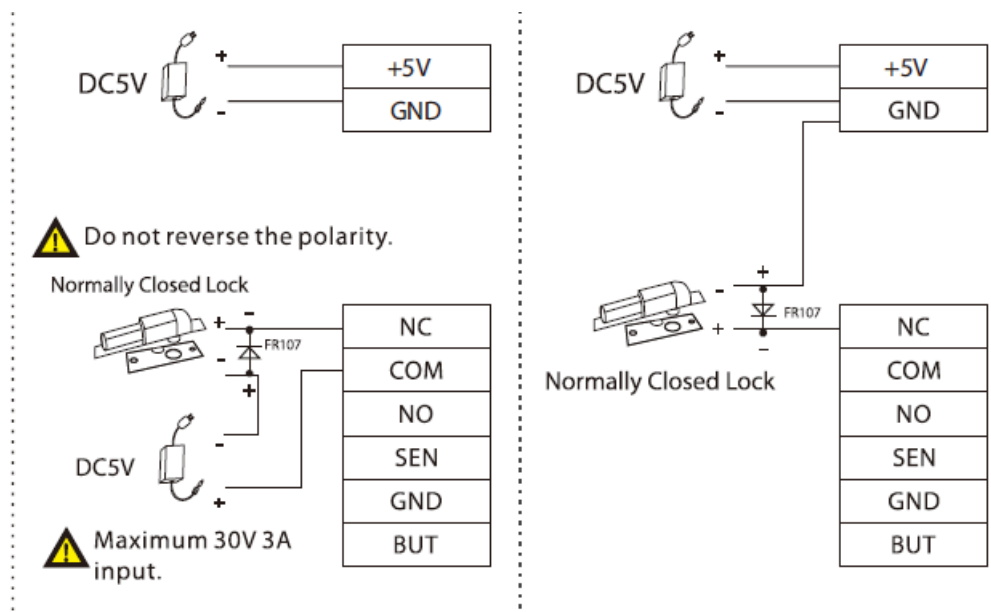 DC5V
+
-
+5V
GND
Do not reverse the polarity.
Normally Closed Lock
+
-
FR107
-
+
-
DC5V
+
Maximum 30V 3A
input.
NC
COM
NO
SEN
GND
BUT
DC5V
+
-
+5V
GND
+
-
FR107
+
-
Normally Closed Lock
NC
COM
NO
SEN
GND
BUT